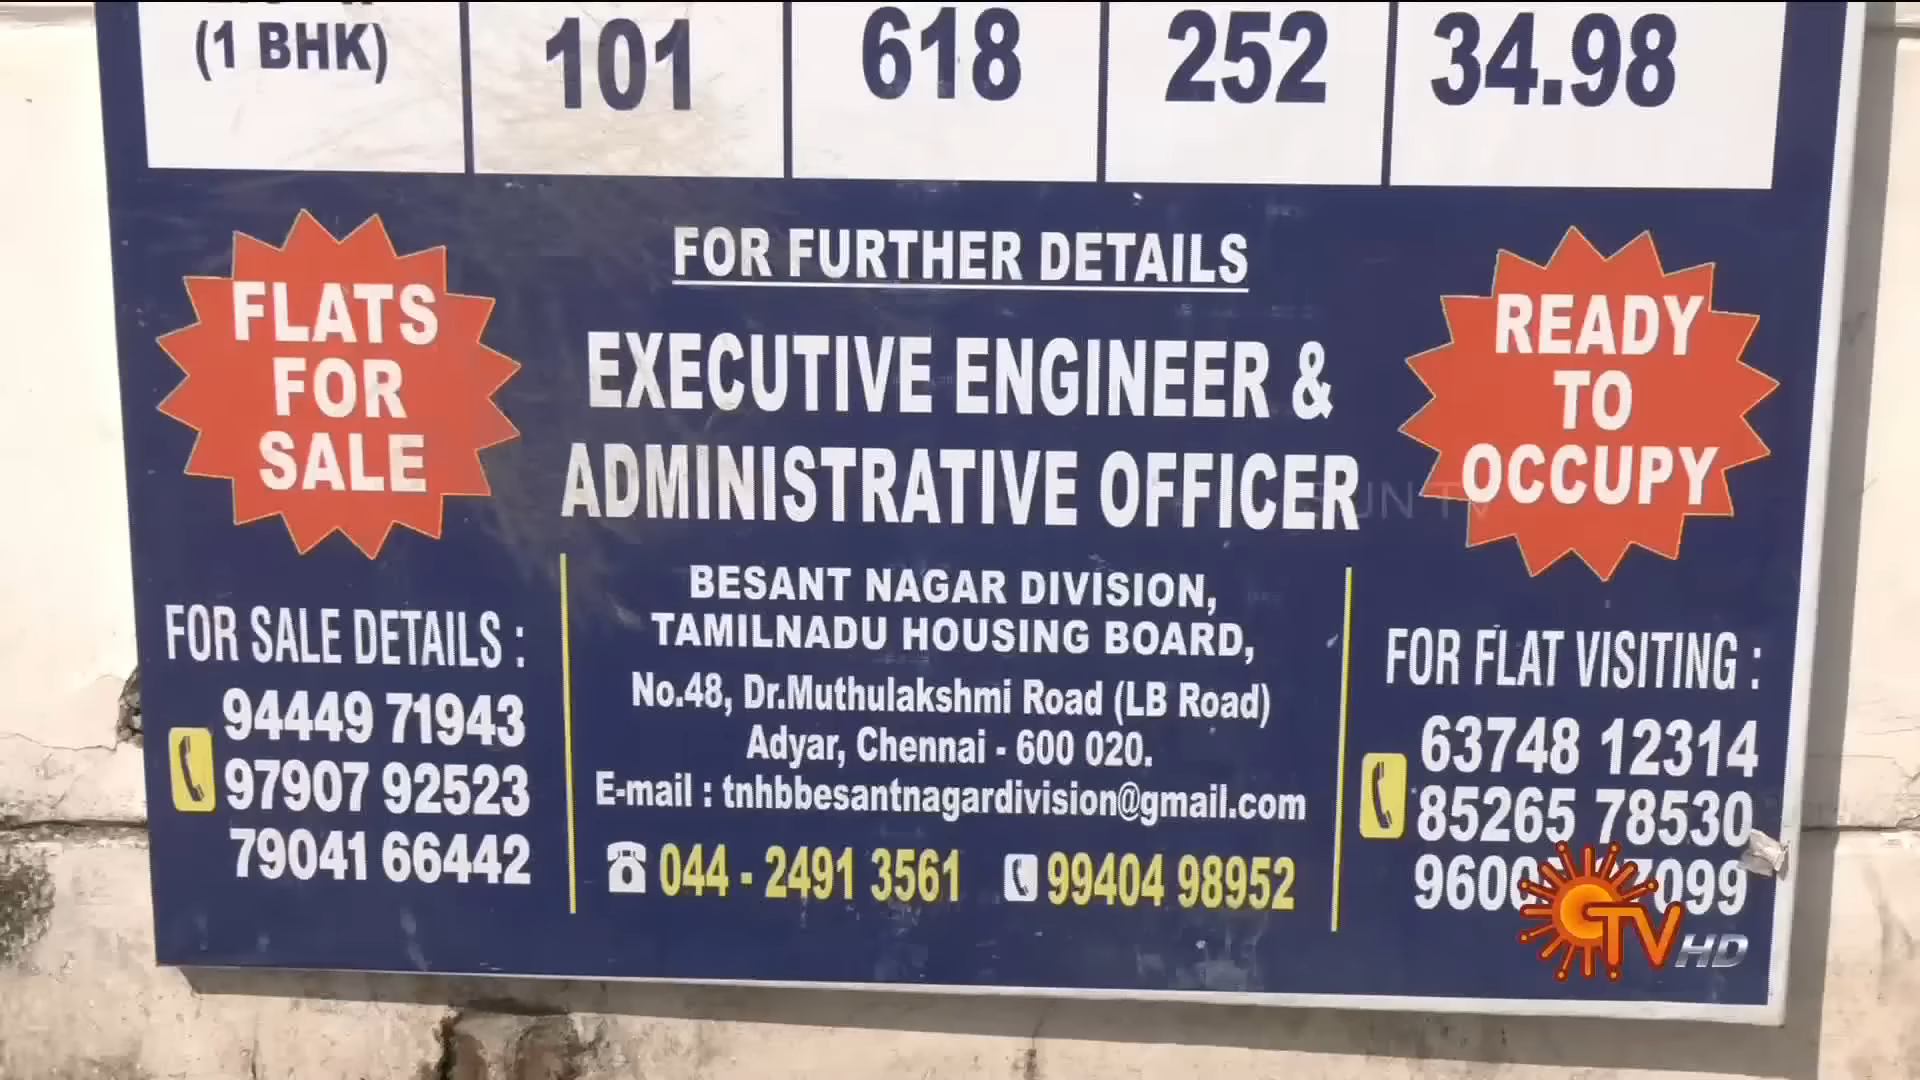 (1 BHK) 101 618 252 34.98
FOR FURTHER DETAILS
FLATS
FOR
SALE
EXECUTIVE ENGINEER &
ADMINISTRATIVE OFFICER
READY
TO
OCCUPY
SUN TV
BESANT NAGAR DIVISION,
TAMILNADU HOUSING BOARD,
No.48, Dr.Muthulakshmi Road (LB Road)
Adyar, Chennai - 600 020.
E-mail : tnhbbesantnagardivision@gmail.com
044 - 2491 3561 99404 98952
FOR SALE DETAILS :
94449 71943
97907 92523
79041 66442
FOR FLAT VISITING :
63748 12314
85265 78530
TV HD